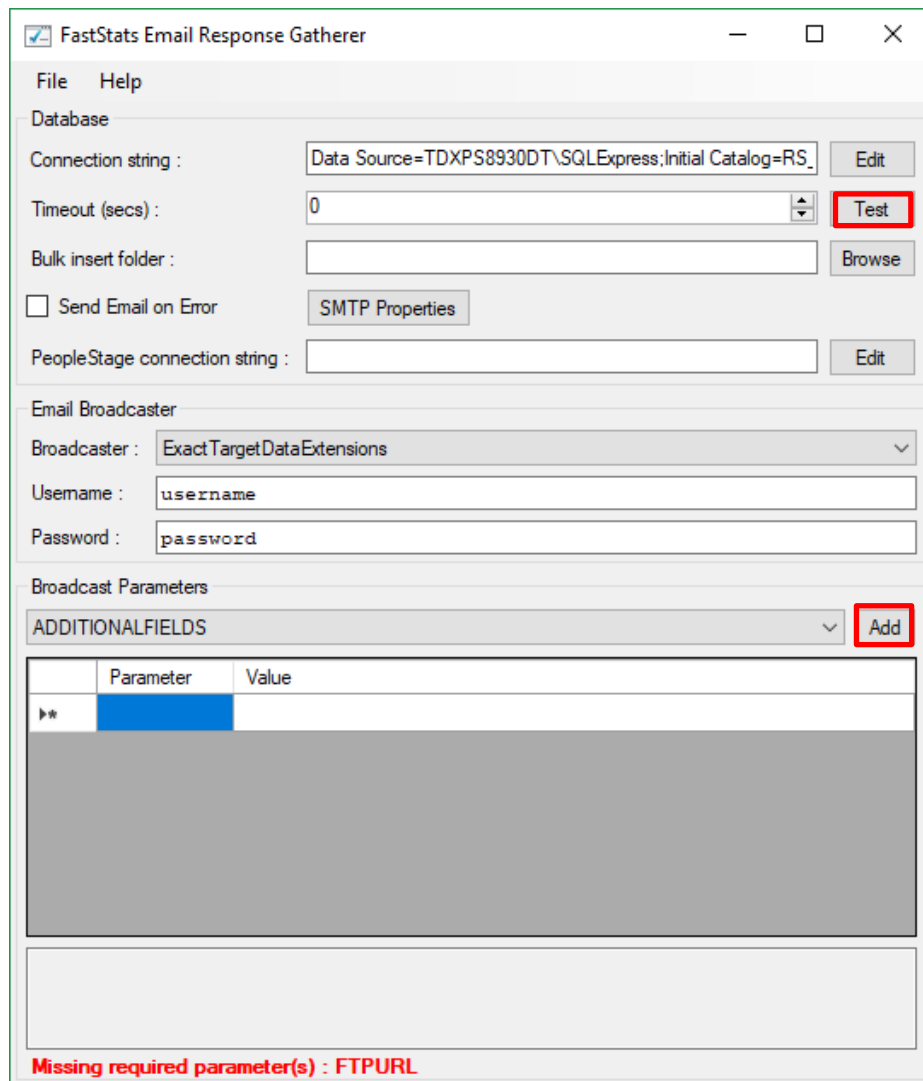 FastStats Email Response Gatherer
File Help
Database
Connection string : Data Source=TDXPS8930DT\SQLExpress;Initial Catalog=RS_ Edit
Timeout (secs) : 0 Test
Bulk insert folder : Browse
Send Email on Error SMTP Properties
PeopleStage connection string : Edit
Email Broadcaster
Broadcaster : ExactTargetDataExtensions
Username : username
Password : password
Broadcast Parameters
ADDITIONALFIELDS Add
Parameter Value
Missing required parameter(s) : FTPURL